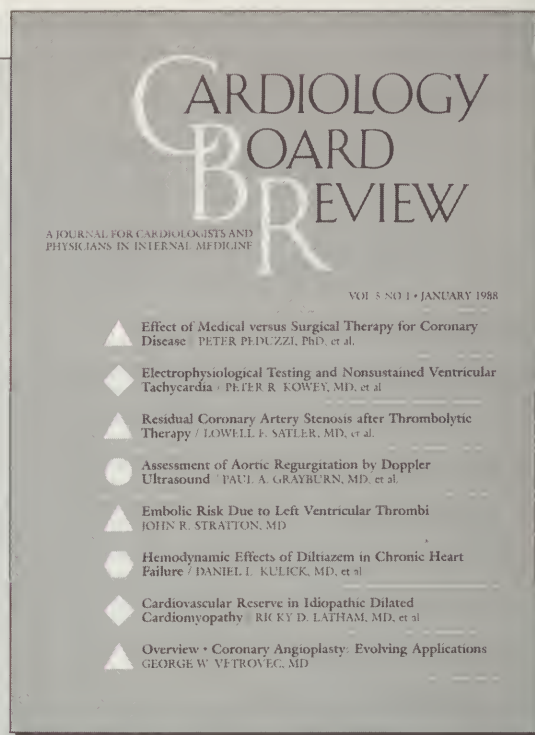 CARDIOLOGY
BOARD
REVIEW
A JOURNAL FOR CARDIOLOGISTS AND
PHYSICIANS IN INTERNAL MEDICINE
VOL 5 NO 1 • JANUARY 1988
Effect of Medical versus Surgical Therapy for Coronary
Disease / PETER PEDUZZI, PhD, et al.
Electrophysiological Testing and Nonsustained Ventricular
Tachycardia / PETER R. KOWEY, MD, et al
Residual Coronary Artery Stenosis after Thrombolytic
Therapy / LOWELL F. SATLER, MD, et al.
Assessment of Aortic Regurgitation by Doppler
Ultrasound / PAUL A. GRAYBURN, MD, et al.
Embolic Risk Due to Left Ventricular Thrombi
JOHN R. STRATTON, MD
Hemodynamic Effects of Diltiazem in Chronic Heart
Failure / DANIEL L. KULICK, MD, et al
Cardiovascular Reserve in Idiopathic Dilated
Cardiomyopathy / RICKY D. LATHAM, MD, et al
Overview • Coronary Angioplasty: Evolving Applications
GEORGE W. VETROVEC, MD